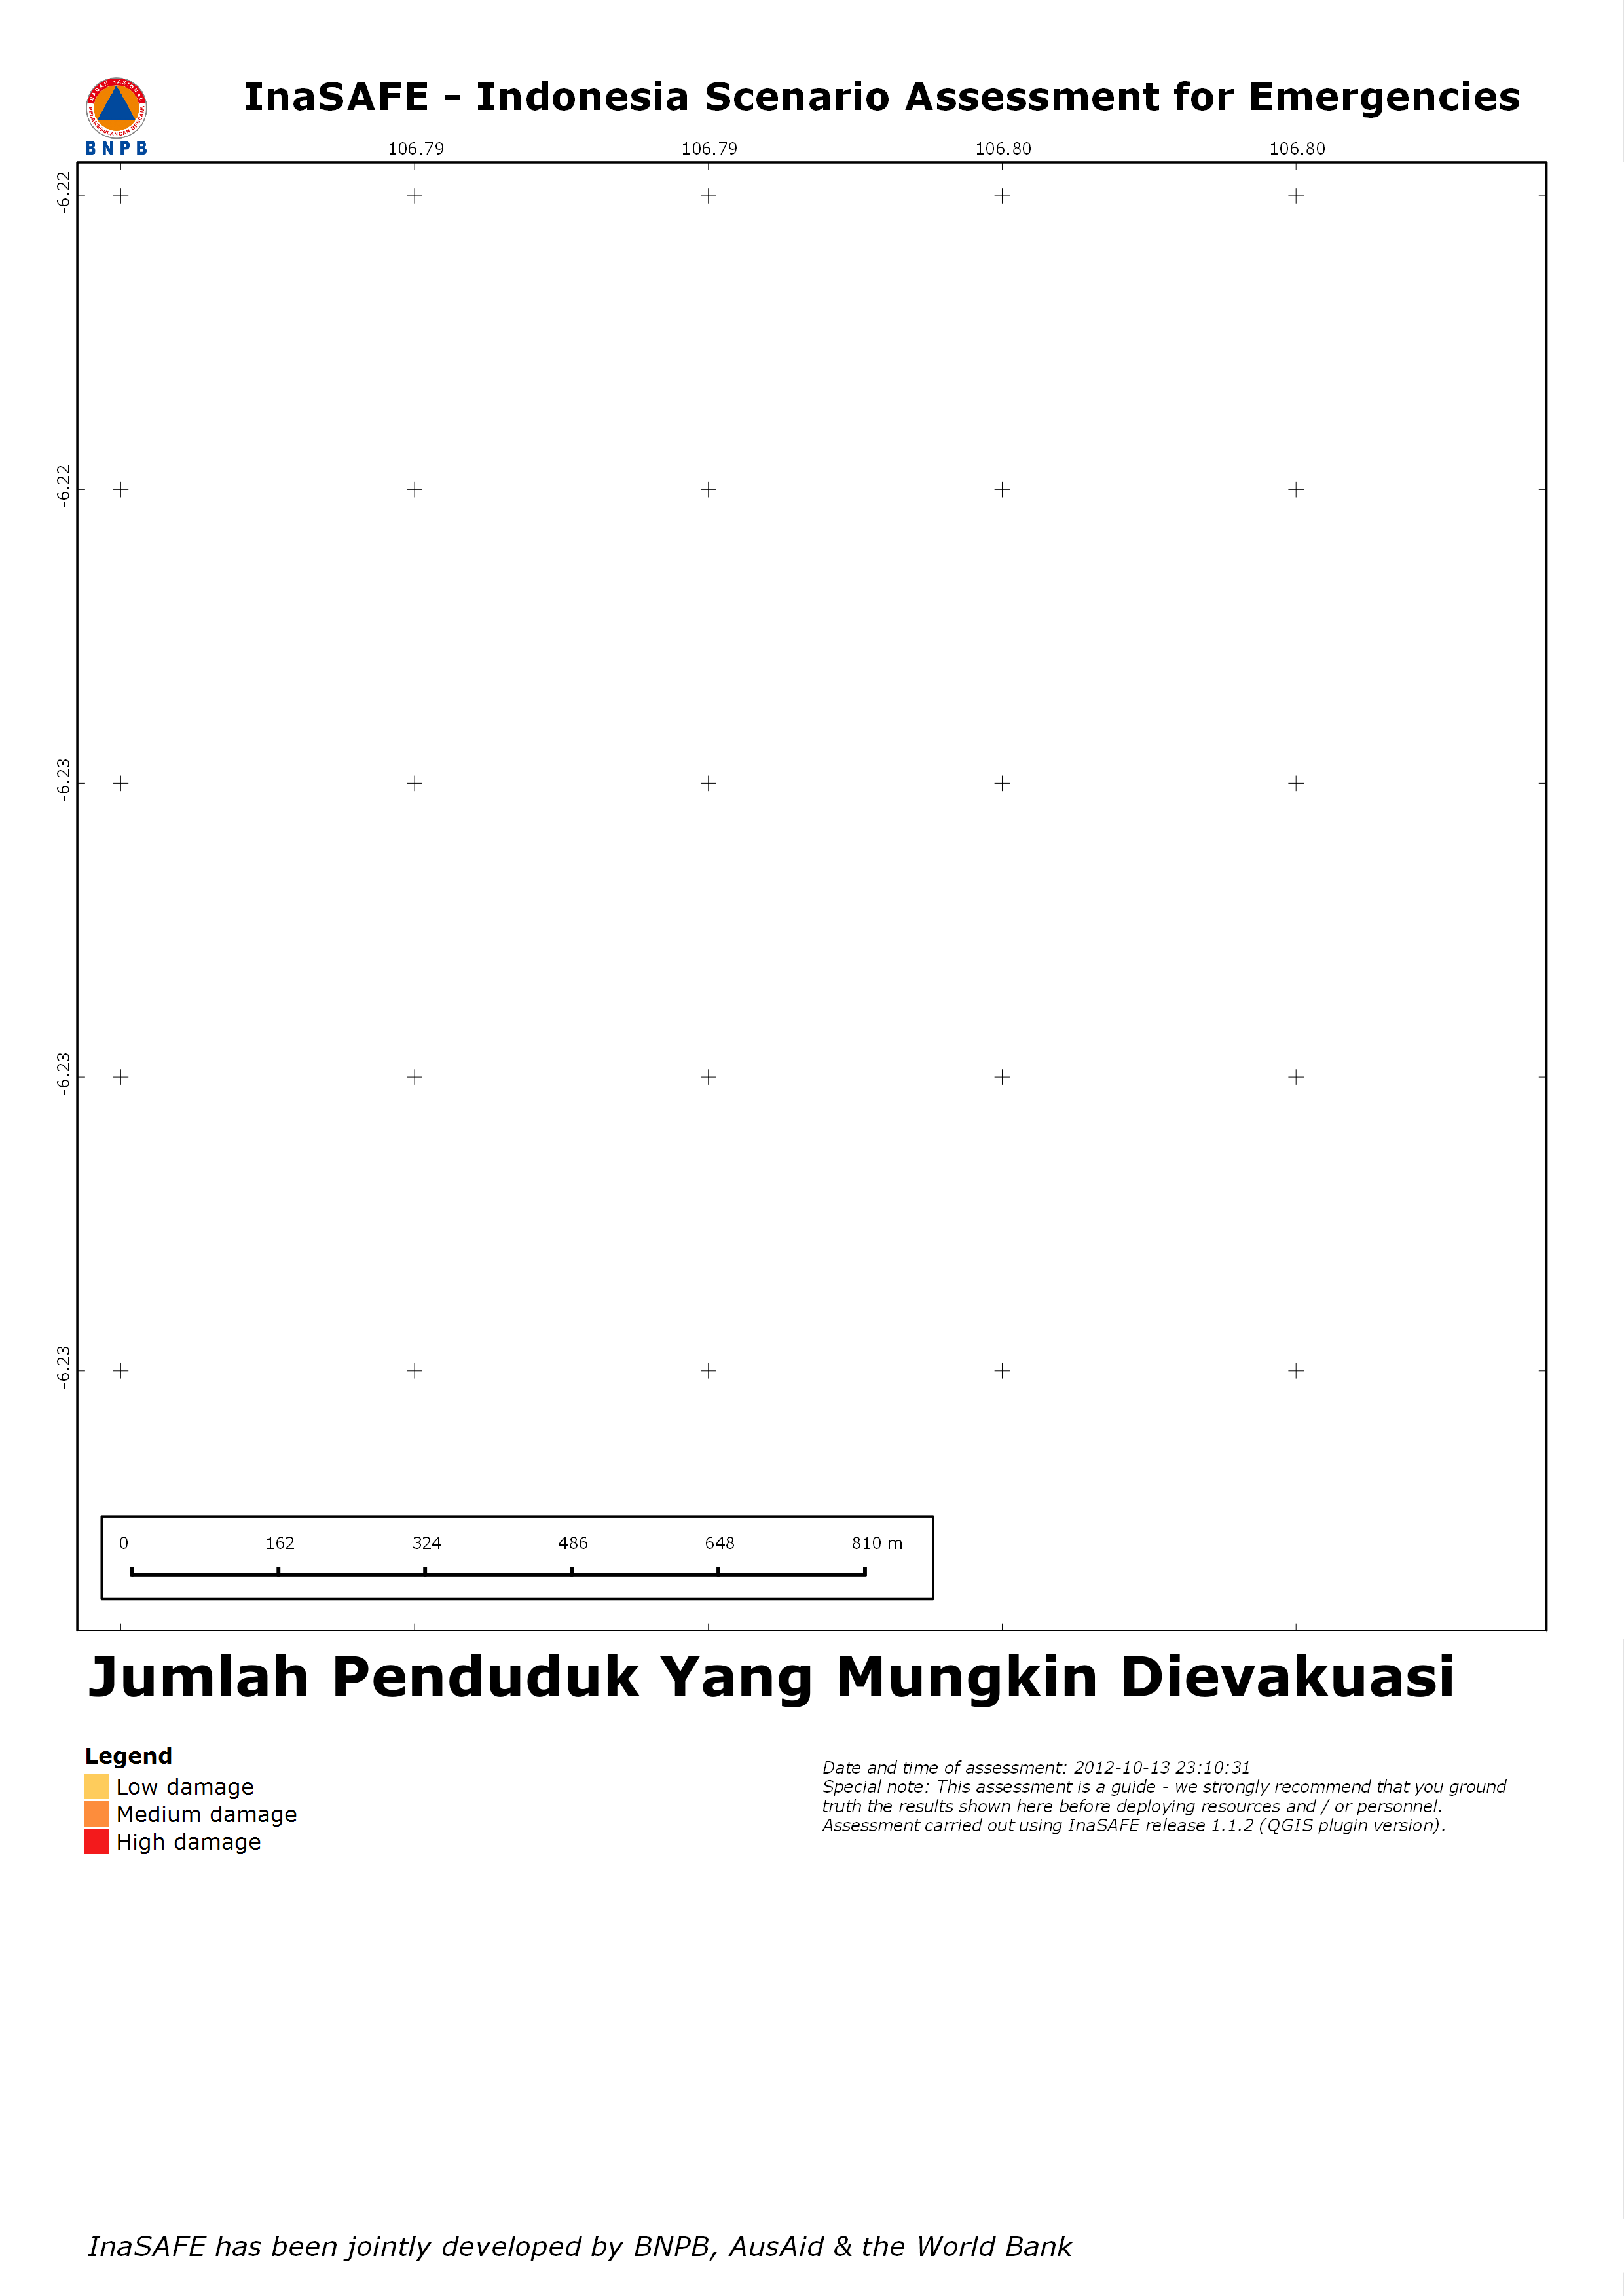 InaSAFE - Indonesia Scenario Assessment for Emergencies
BADAN NASIONAL
PENANGGULANGAN BENCANA
BNPB
106.79 106.79 106.80 106.80
-6.22
-6.22
-6.23
-6.23
-6.23
0 162 324 486 648 810 m
Jumlah Penduduk Yang Mungkin Dievakuasi
Legend
Low damage
Medium damage
High damage
Date and time of assessment: 2012-10-13 23:10:31
Special note: This assessment is a guide - we strongly recommend that you ground
truth the results shown here before deploying resources and / or personnel.
Assessment carried out using InaSAFE release 1.1.2 (QGIS plugin version).
InaSAFE has been jointly developed by BNPB, AusAid & the World Bank